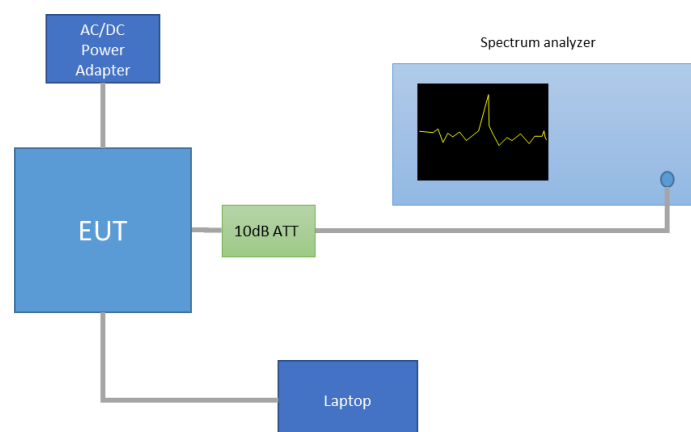 AC/DC
Power
Adapter
Spectrum analyzer
EUT
10dB ATT
Laptop